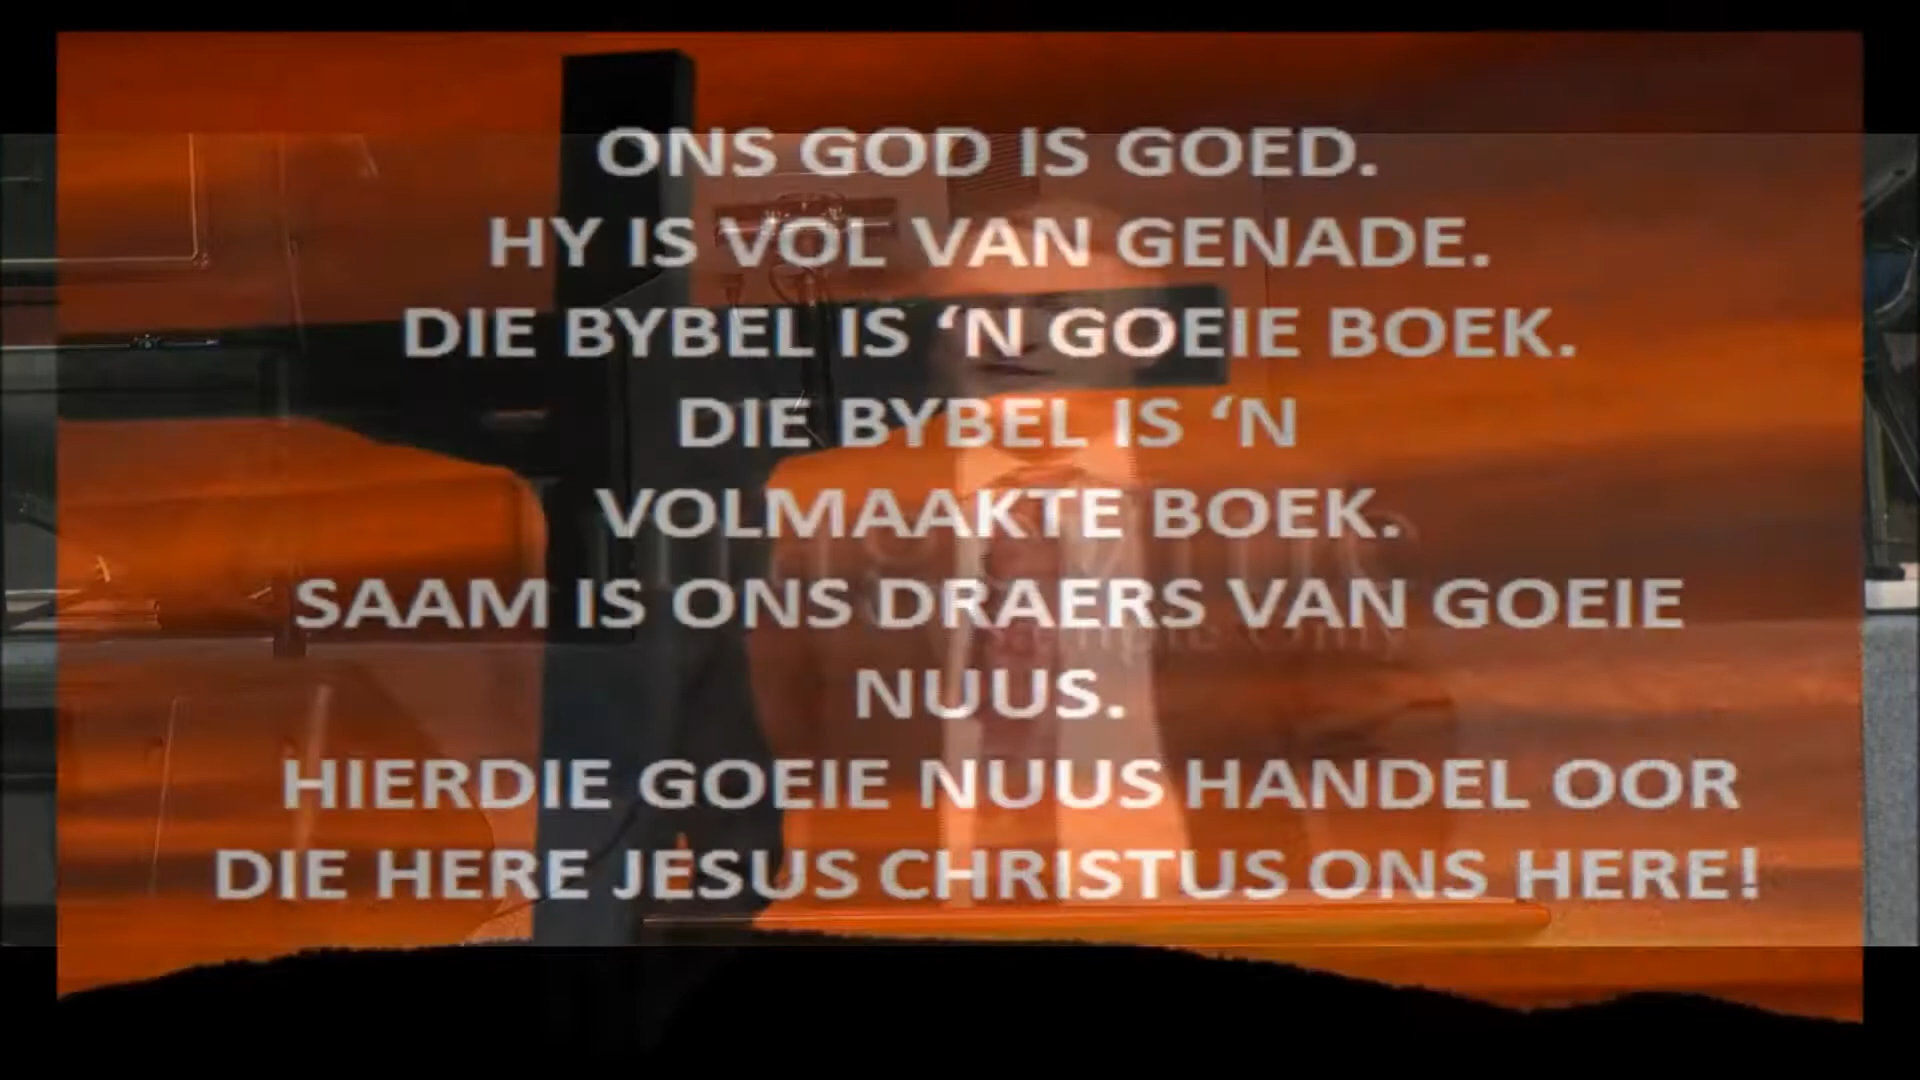 ONS GOD IS GOED.
HY IS VOL VAN GENADE.
DIE BYBEL IS ‘N GOEIE BOEK.
DIE BYBEL IS ‘N
VOLMAAKTE BOEK.
SAAM IS ONS DRAERS VAN GOEIE
NUUS.
HIERDIE GOEIE NUUS HANDEL OOR
DIE HERE JESUS CHRISTUS ONS HERE!